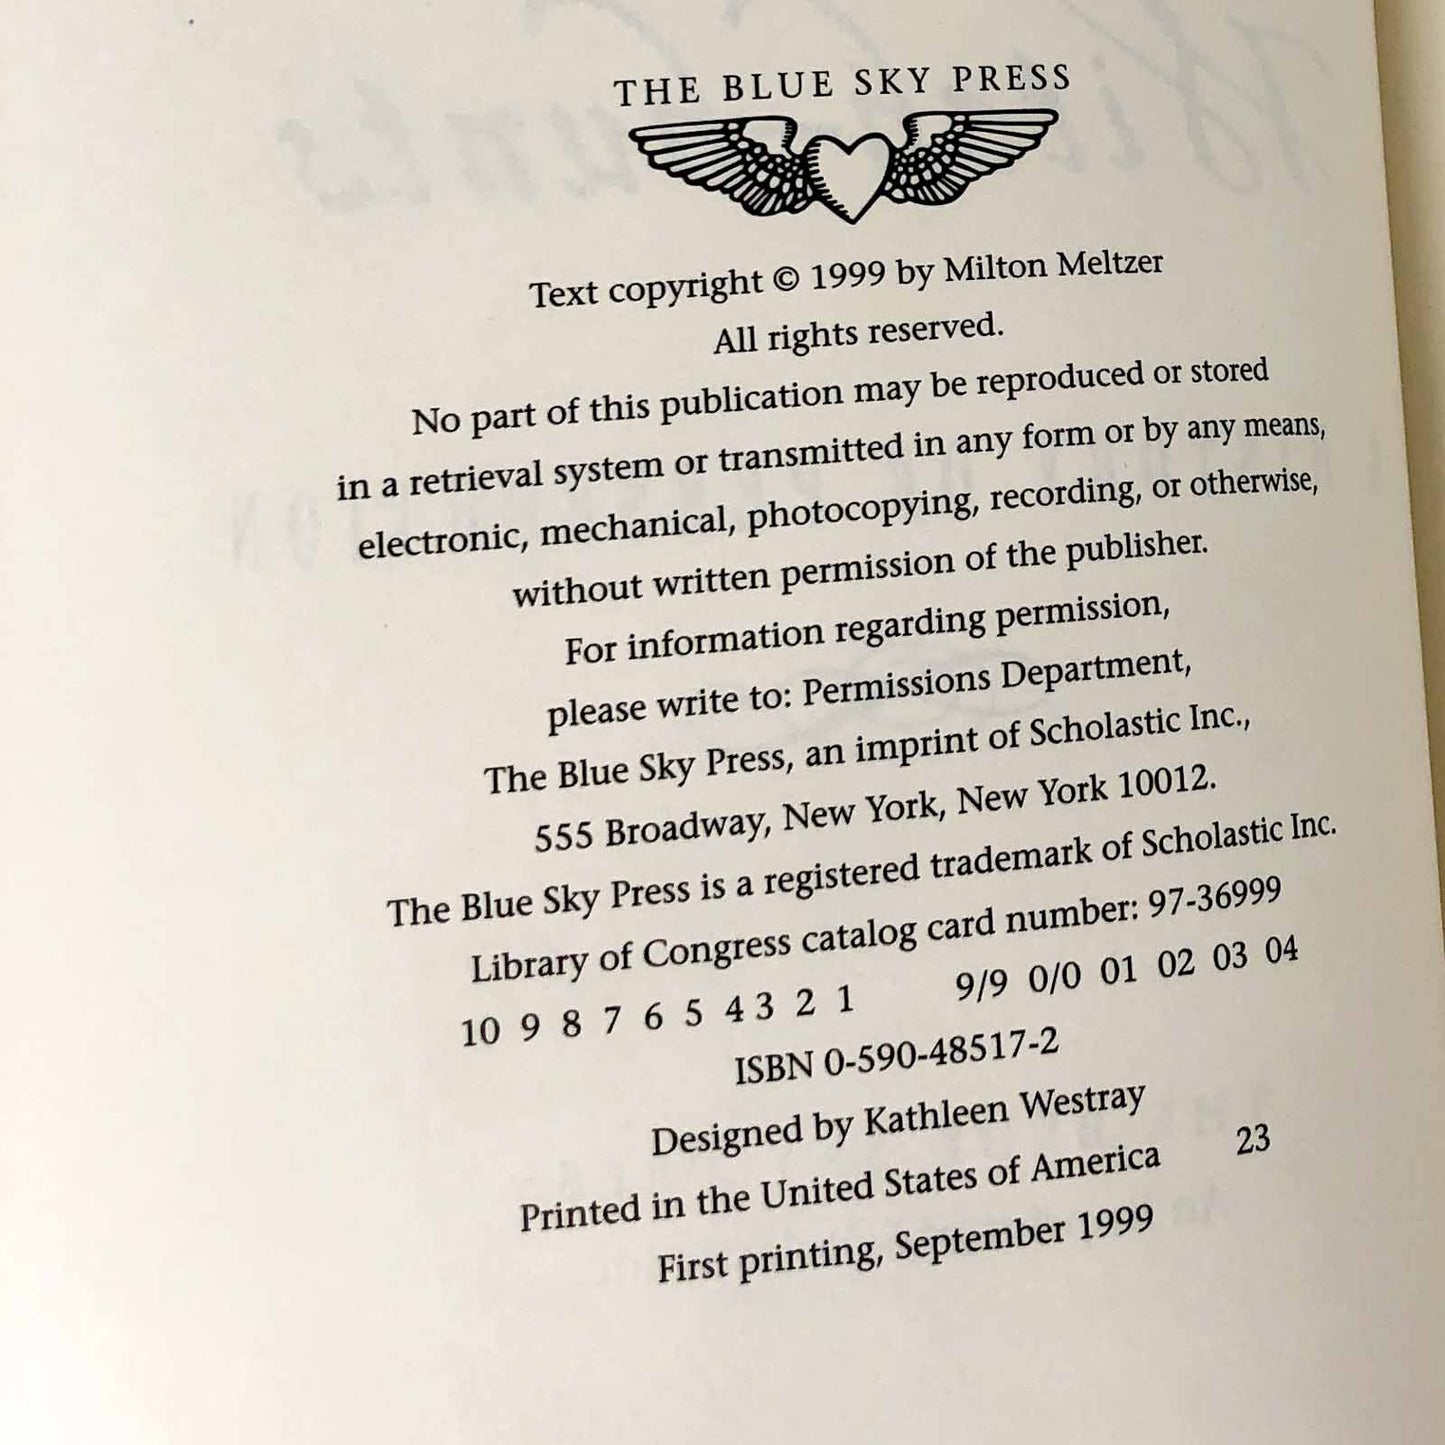 THE BLUE SKY PRESS
Text copyright © 1999 by Milton Meltzer
All rights reserved.
No part of this publication may be reproduced or stored
in a retrieval system or transmitted in any form or by any means,
electronic, mechanical, photocopying, recording, or otherwise,
without written permission of the publisher.
For information regarding permission,
please write to: Permissions Department,
The Blue Sky Press, an imprint of Scholastic Inc.,
555 Broadway, New York, New York 10012.
The Blue Sky Press is a registered trademark of Scholastic Inc.
Library of Congress catalog card number: 97-36999
10 9 8 7 6 5 4 3 2 1 9/9 0/0 01 02 03 04
ISBN 0-590-48517-2
Designed by Kathleen Westray
Printed in the United States of America 23
First printing, September 1999